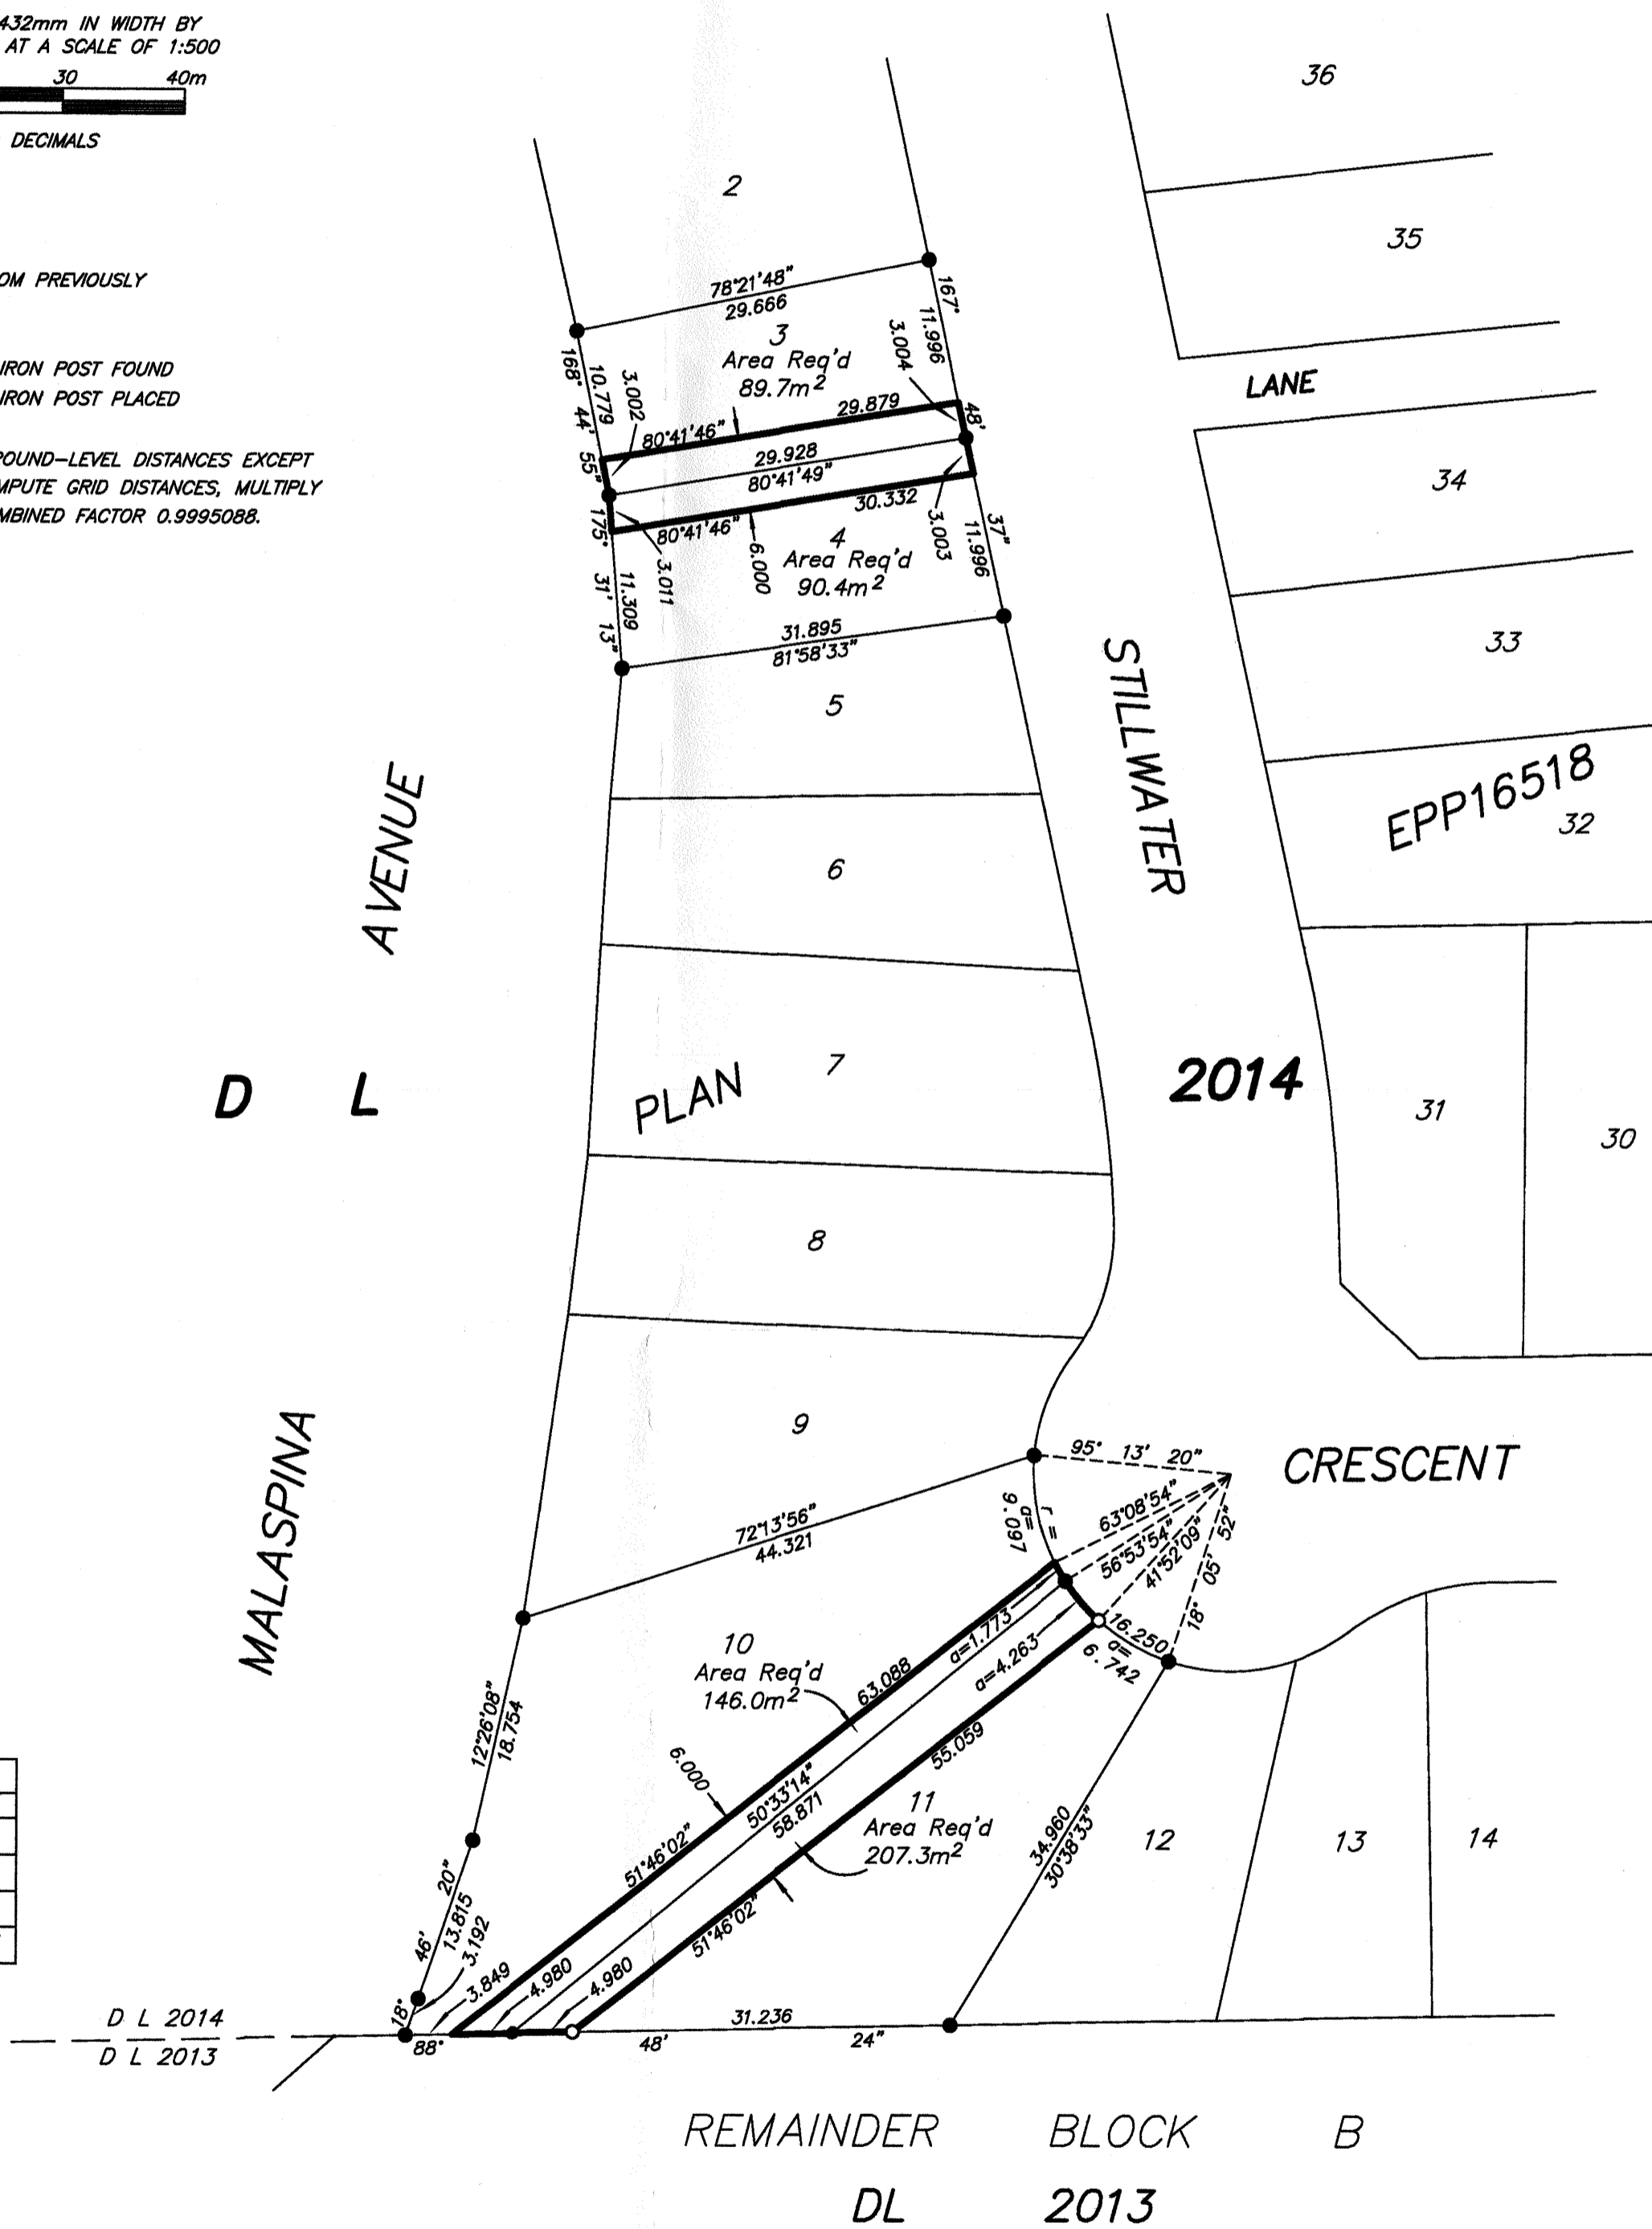 432mm IN WIDTH BY
AT A SCALE OF 1:500
30 40m
DECIMALS
OM PREVIOUSLY
IRON POST FOUND
IRON POST PLACED
OUND-LEVEL DISTANCES EXCEPT
MPUTE GRID DISTANCES, MULTIPLY
MBINED FACTOR 0.9995088.
36
2
35
78°21'48"
29.666
167°
11.996
3.004
3
Area Req'd
89.7m²
168°
44'
55"
10.779
3.002
29.879
48'
80°41'46"
29.928
80°41'49"
30.332
80°41'46"
LANE
34
175°
31'
13"
11.309
3.011
6.000
4
Area Req'd
90.4m²
3.003
37"
11.996
31.895
81°58'33"
33
5
STILLWATER
EPP16518
32
AVENUE
6
D L
PLAN
7
2014
31
30
8
MALASPINA
9
95° 13' 20"
CRESCENT
r =
a=
9.097
63°08'54"
56°53'54"
41°52'09"
18° 05' 52"
72°13'56"
44.321
16.250
a=
6.742
10
Area Req'd
146.0m²
63.088
a=1.773
a=4.263
12°26'08"
18.754
6.000
50°33'14"
58.871
55.059
11
Area Req'd
207.3m²
34.960
30°38'33"
12
13
14
51°46'02"
51°46'02"
18° 46' 20"
13.815
3.192
3.849
4.980
4.980
D L 2014
D L 2013
88° 48' 24"
31.236
REMAINDER BLOCK B
DL 2013